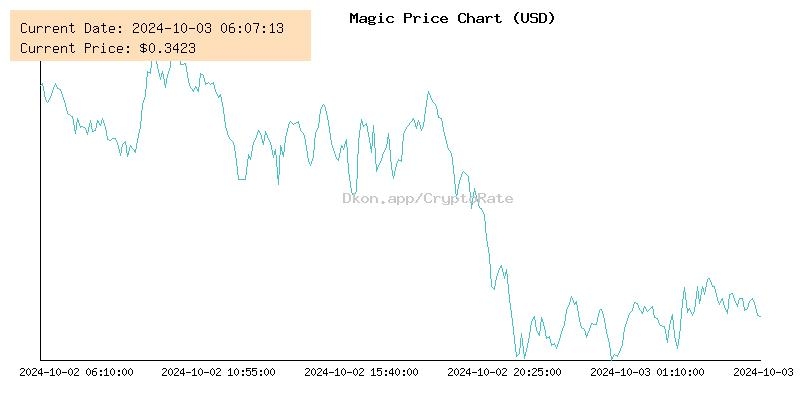 Magic Price Chart (USD)
Current Date: 2024-10-03 06:07:13
Current Price: $0.3423
Dkon.app/CryptoRate
2024-10-02 06:10:00 2024-10-02 10:55:00 2024-10-02 15:40:00 2024-10-02 20:25:00 2024-10-03 01:10:00 2024-10-03